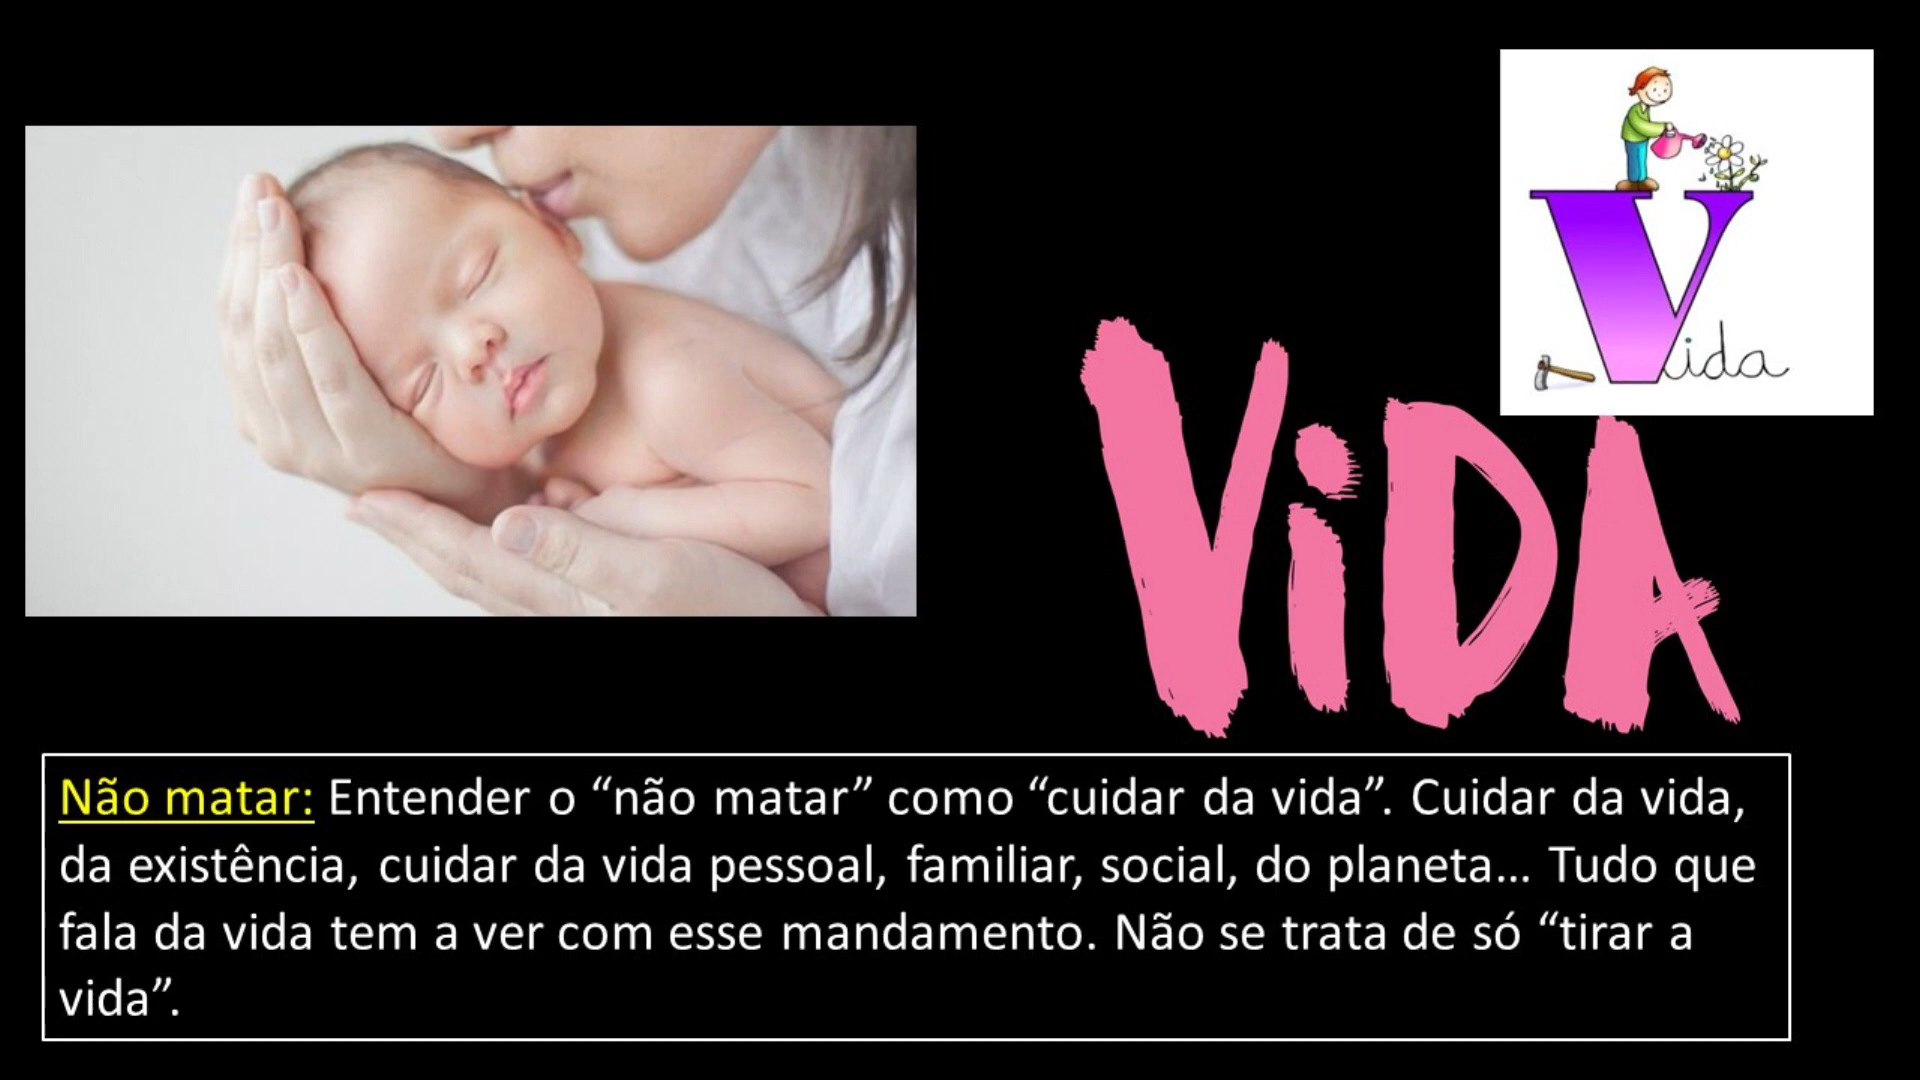 Vida
ViDA
Não matar: Entender o “não matar” como “cuidar da vida”. Cuidar da vida,
da existência, cuidar da vida pessoal, familiar, social, do planeta... Tudo que
fala da vida tem a ver com esse mandamento. Não se trata de só “tirar a
vida”.